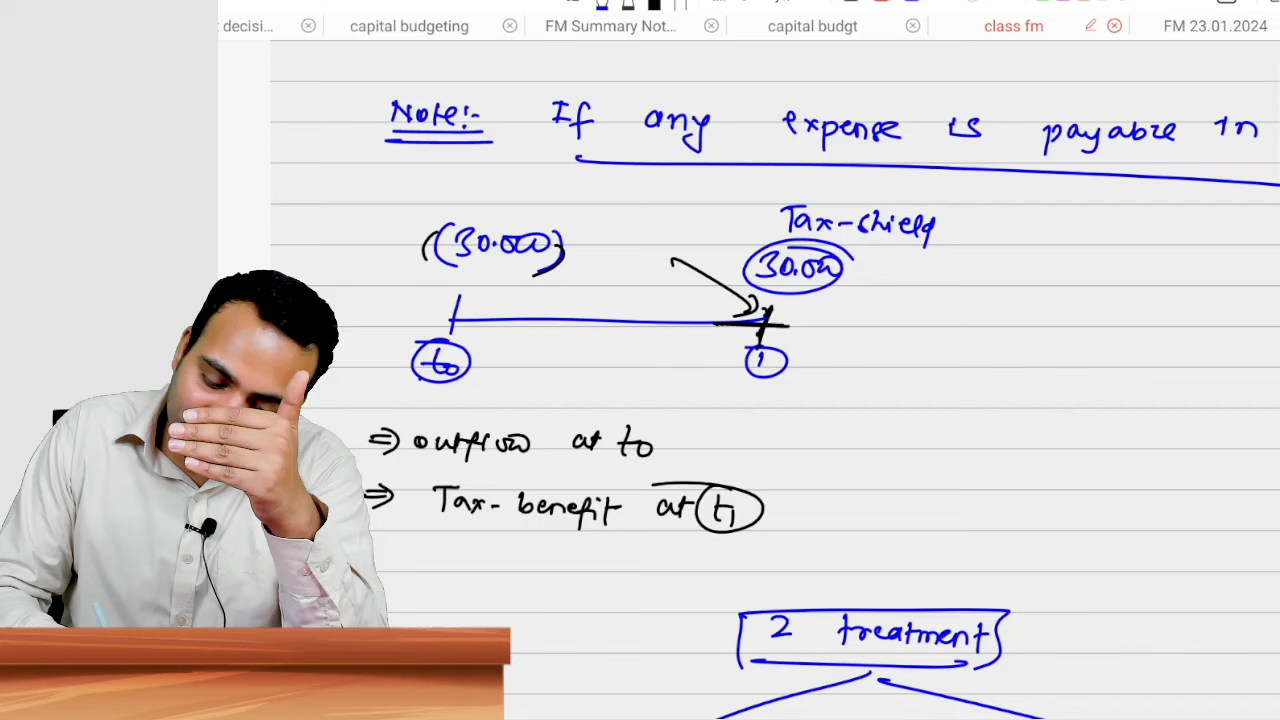 t decisi...
capital budgeting
FM Summary Not...
capital budgt
class fm
FM 23.01.2024
Note:- If any expense is payable in
Tax-shield
(30.000)
30.000
t0
1
⇒ outflow at t0
⇒ Tax-benefit at t1
2 treatment